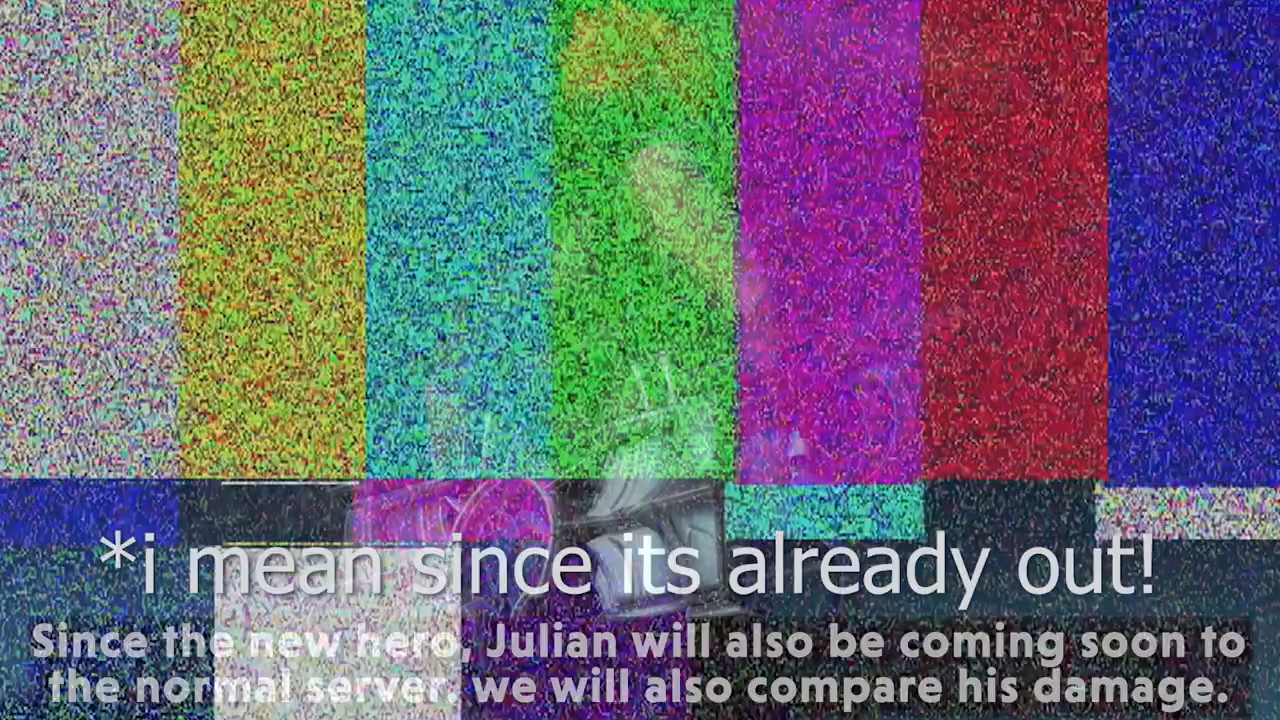 *i mean since its already out!
Since the new hero, Julian will also be coming soon to
the normal server. we will also compare his damage.